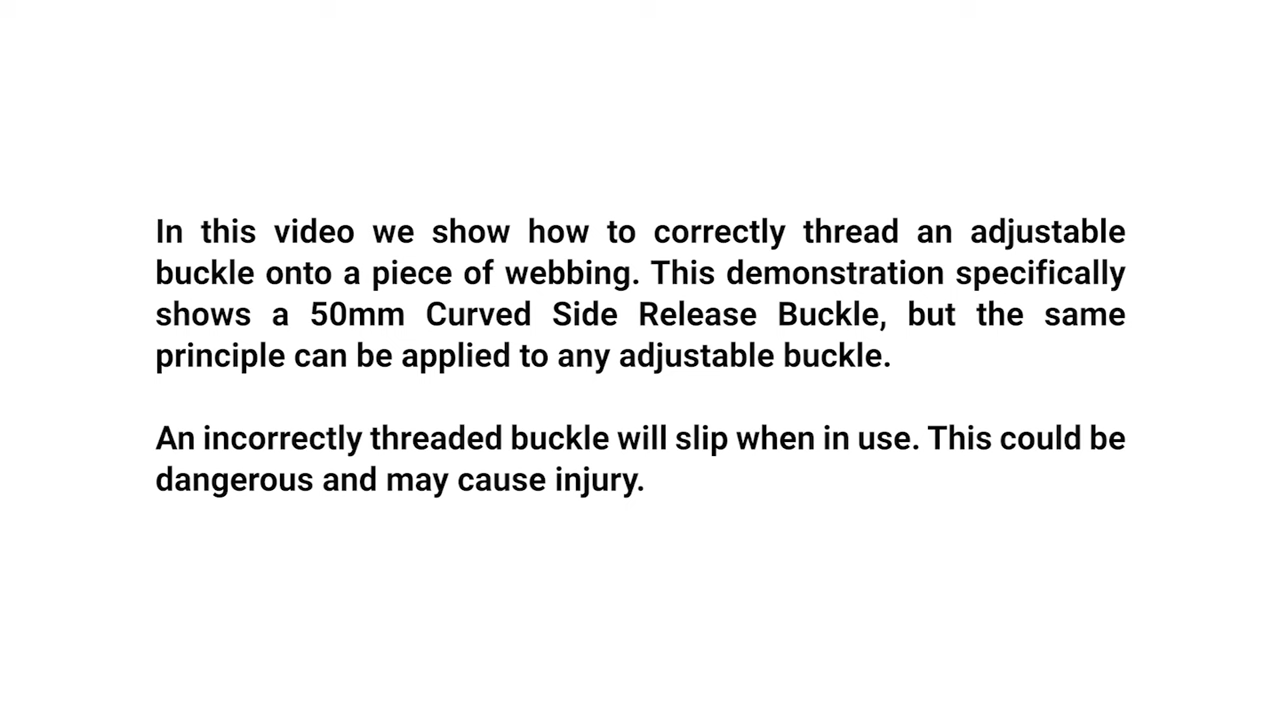 In this video we show how to correctly thread an adjustable
buckle onto a piece of webbing. This demonstration specifically
shows a 50mm Curved Side Release Buckle, but the same
principle can be applied to any adjustable buckle.
An incorrectly threaded buckle will slip when in use. This could be
dangerous and may cause injury.